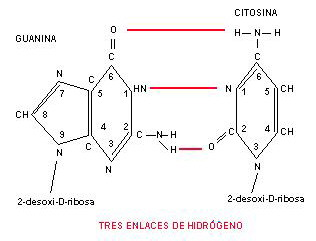 CITOSINA
GUANINA
O
H—N—H
C
C
6
6
N
C
HN
N
CH
7
5
1
1
5
CH
8
4
2
N—H
2
4
CH
9
C
C
H
O
C
3
3
N
N
N
2-desoxi-D-ribosa
2-desoxi-D-ribosa
TRES ENLACES DE HIDRÓGENO